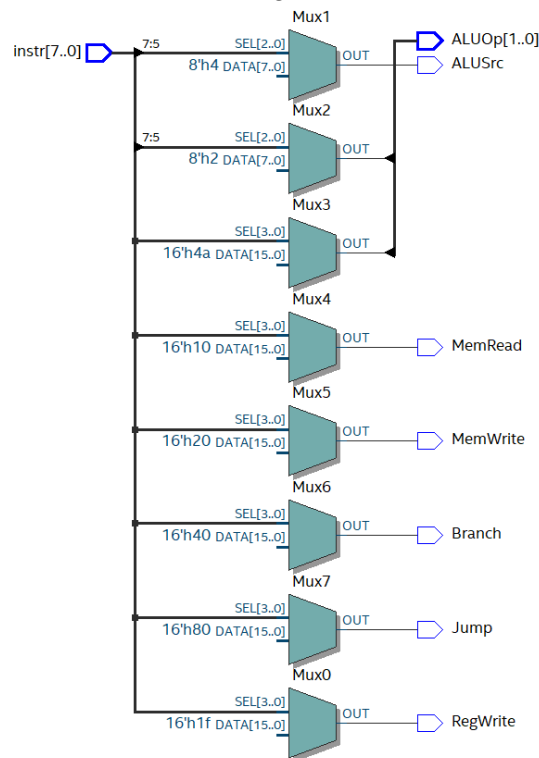 Mux1
instr[7..0]
7:5
SEL[2..0]
8'h4 DATA[7..0]
OUT
ALUOp[1..0]
ALUSrc
Mux2
7:5
SEL[2..0]
8'h2 DATA[7..0]
OUT
Mux3
SEL[3..0]
16'h4a DATA[15..0]
OUT
Mux4
SEL[3..0]
16'h10 DATA[15..0]
OUT
MemRead
Mux5
SEL[3..0]
16'h20 DATA[15..0]
OUT
MemWrite
Mux6
SEL[3..0]
16'h40 DATA[15..0]
OUT
Branch
Mux7
SEL[3..0]
16'h80 DATA[15..0]
OUT
Jump
Mux0
SEL[3..0]
16'h1f DATA[15..0]
OUT
RegWrite